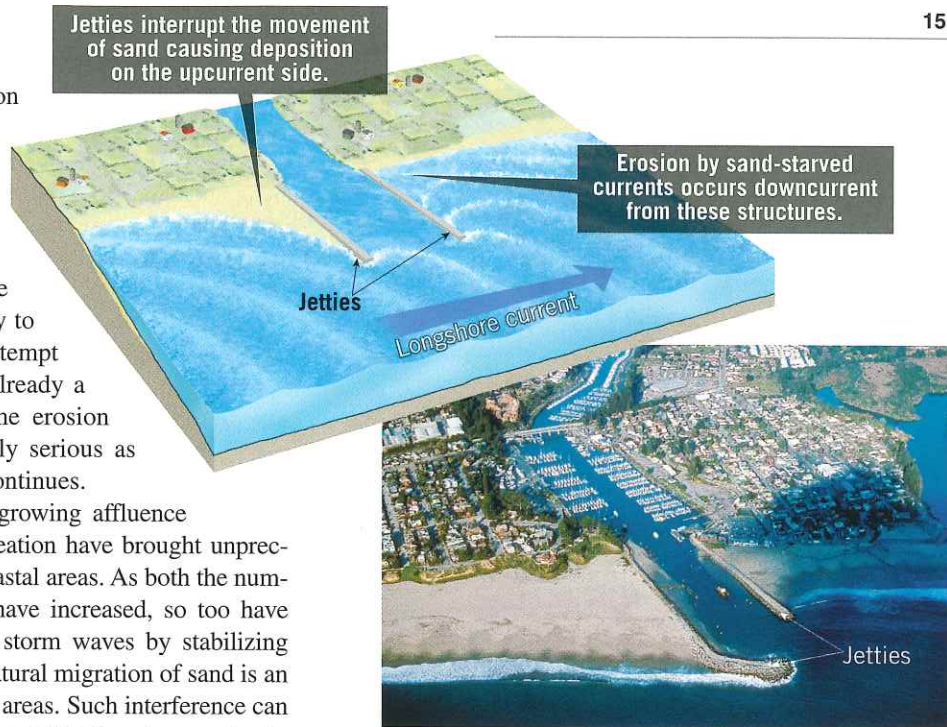 15
Jetties interrupt the movement
of sand causing deposition
on the upcurrent side.
Erosion by sand-starved
currents occurs downcurrent
from these structures.
Jetties
Longshore current
Jetties
on
e
y to
tempt
lready a
ne erosion
ly serious as
ontinues.
growing affluence
eation have brought unprec-
astal areas. As both the num-
have increased, so too have
storm waves by stabilizing
atural migration of sand is an
areas. Such interference can